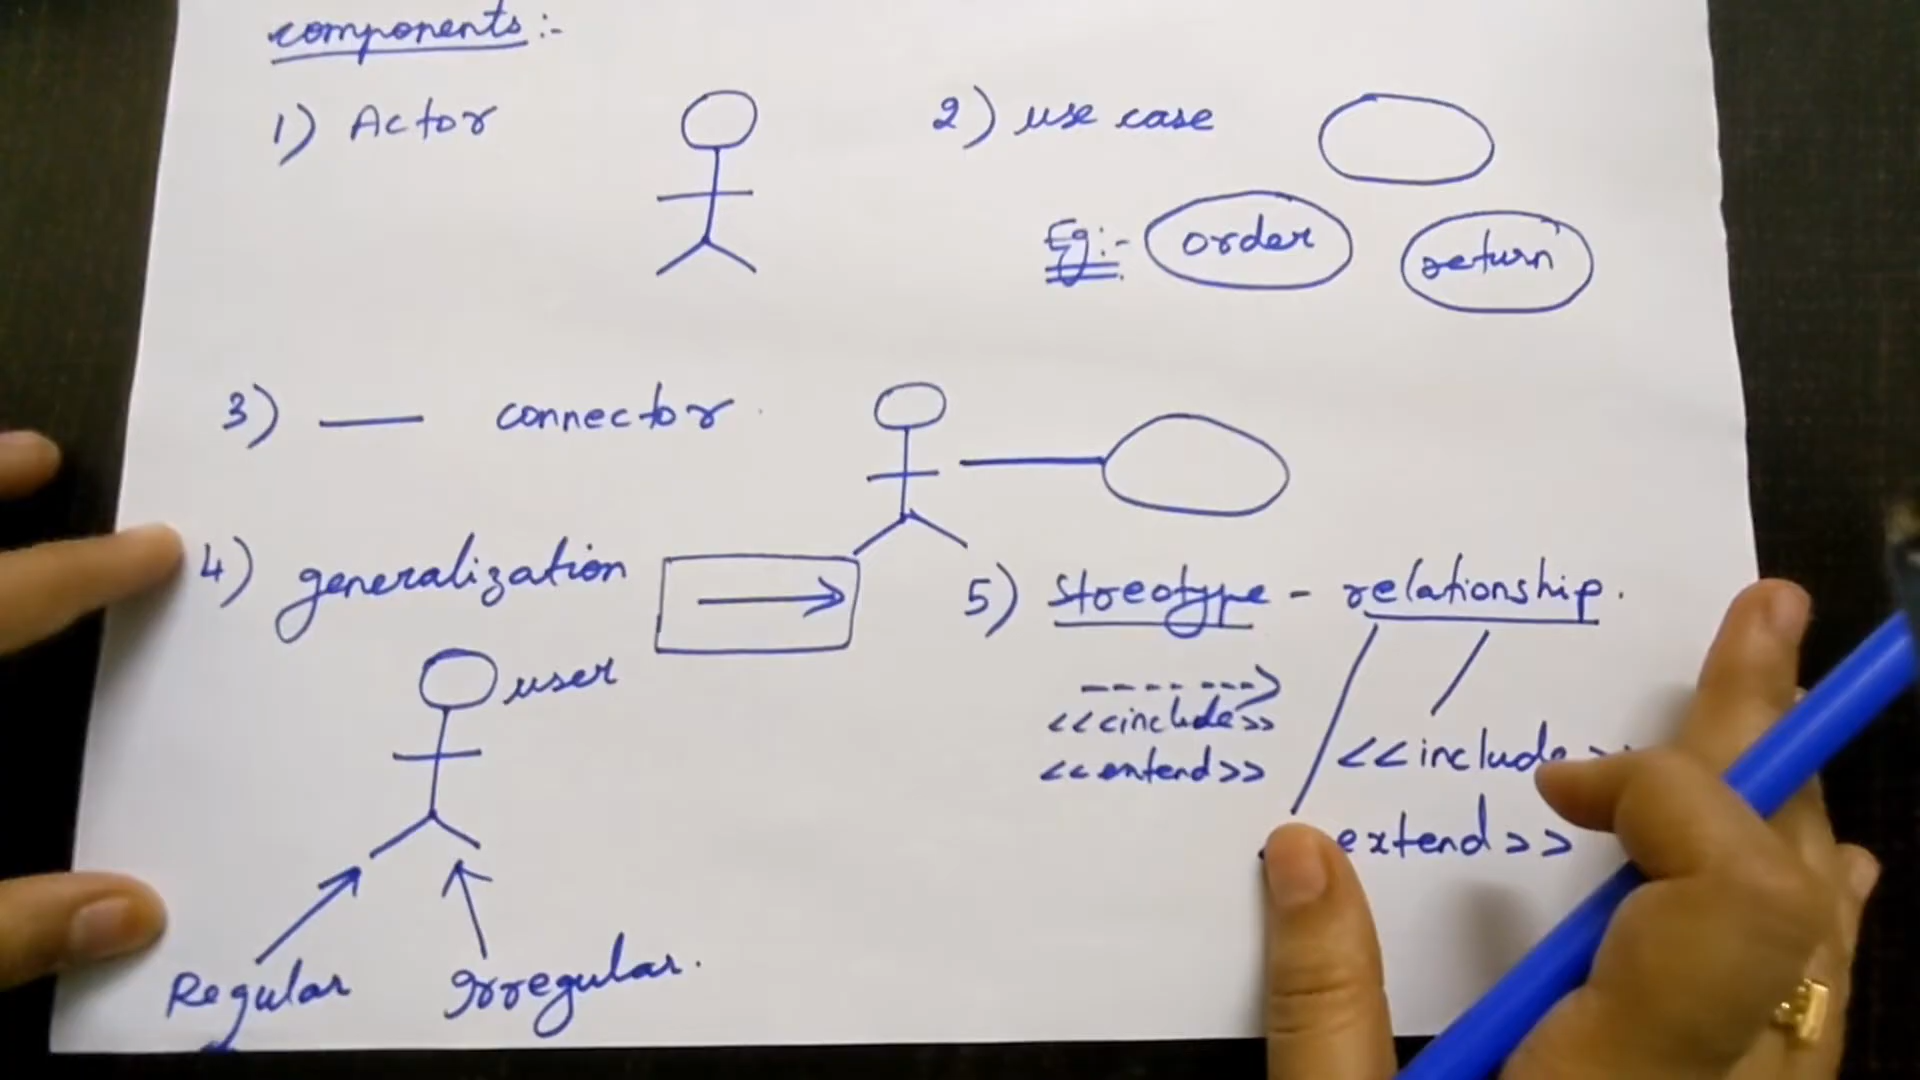 components:-
1) Actor
2) use case
Eg:- order return
3) — connector.
4) generalization
user
Regular Irregular.
5) Streotype - relationship.
<<include>>
<<extend>>
<<include>>
extend>>